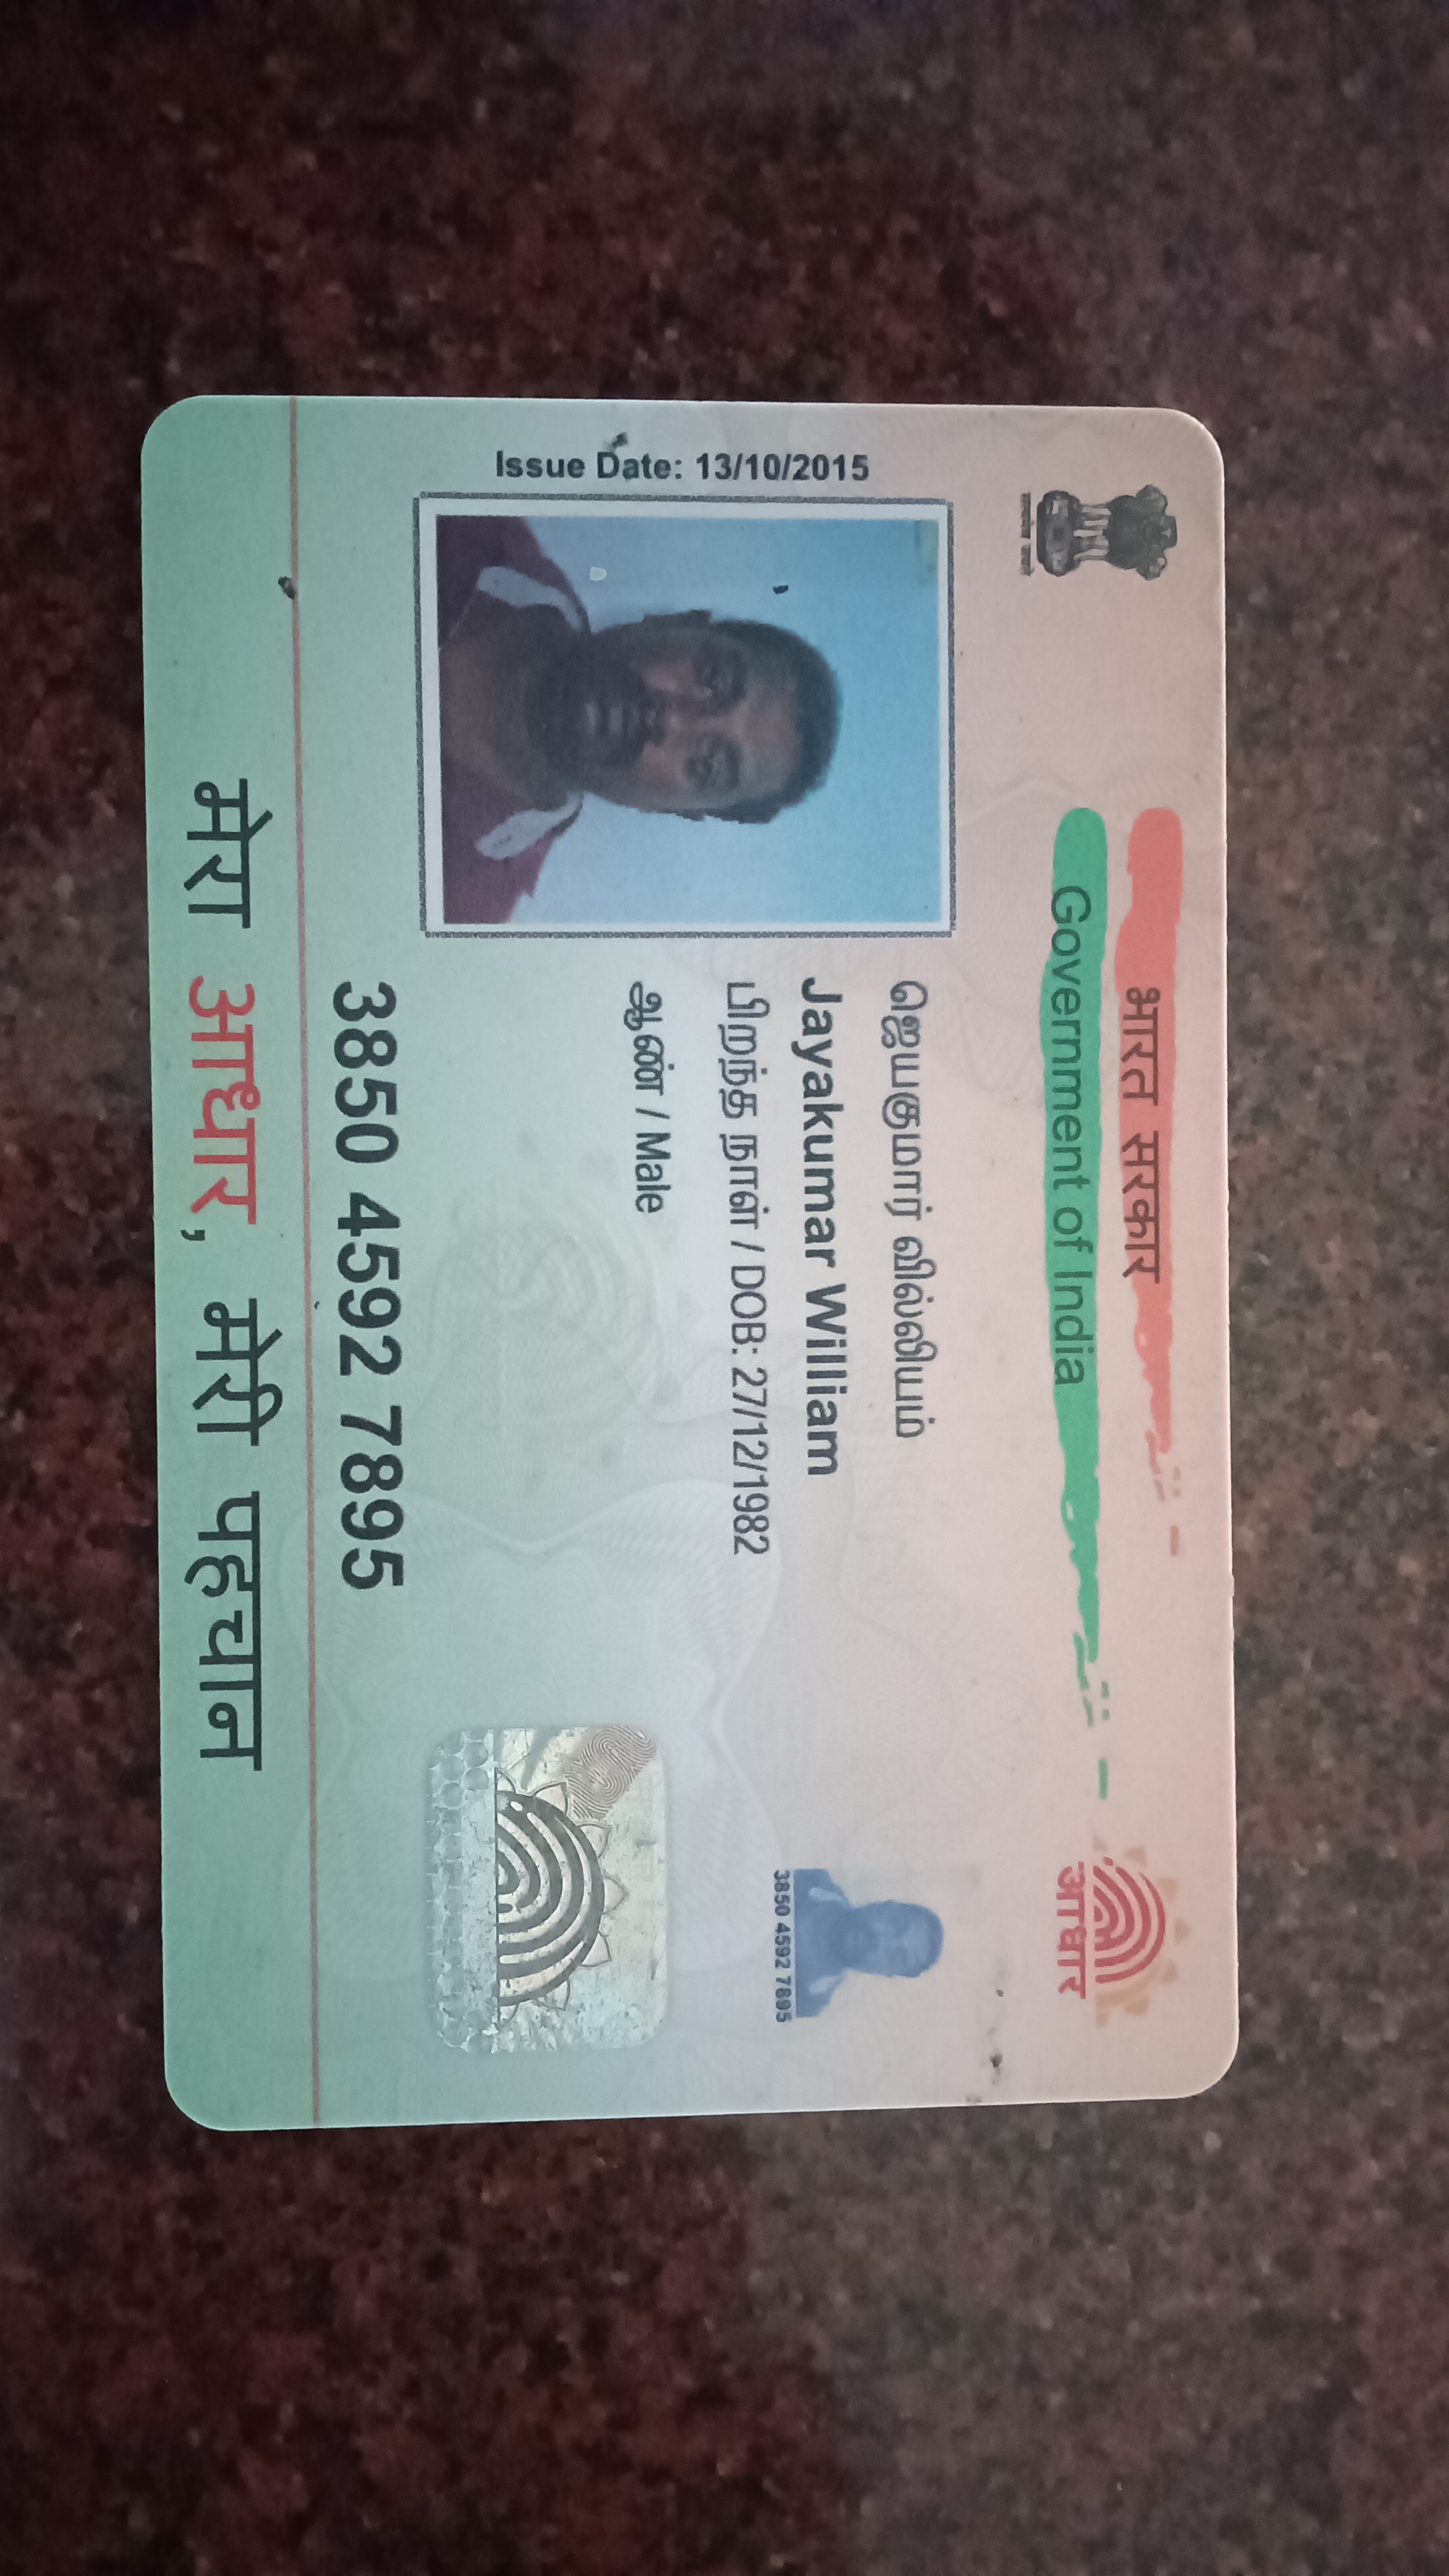 भारत सरकार
Government of India
आधार
Issue Date: 13/10/2015
ஜெயகுமார் வில்லியம்
Jayakumar William
பிறந்த நாள் / DOB: 27/12/1982
ஆண் / Male
3850 4592 7895
3850 4592 7895
मेरा आधार, मेरी पहचान